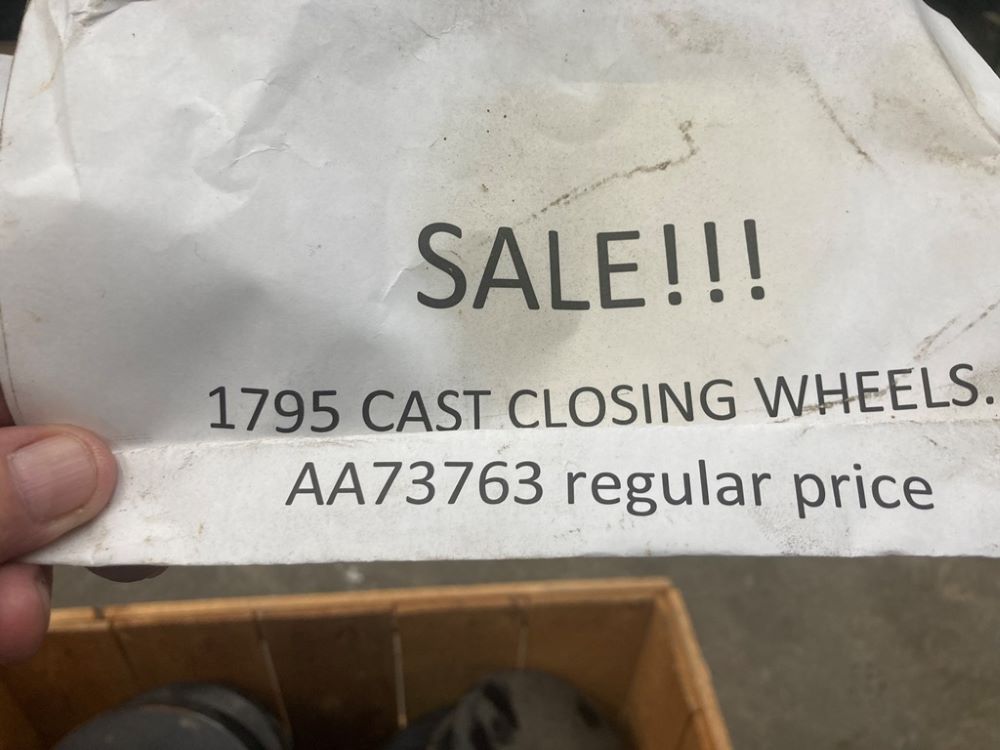 SALE!!!
1795 CAST CLOSING WHEELS.
AA73763 regular price